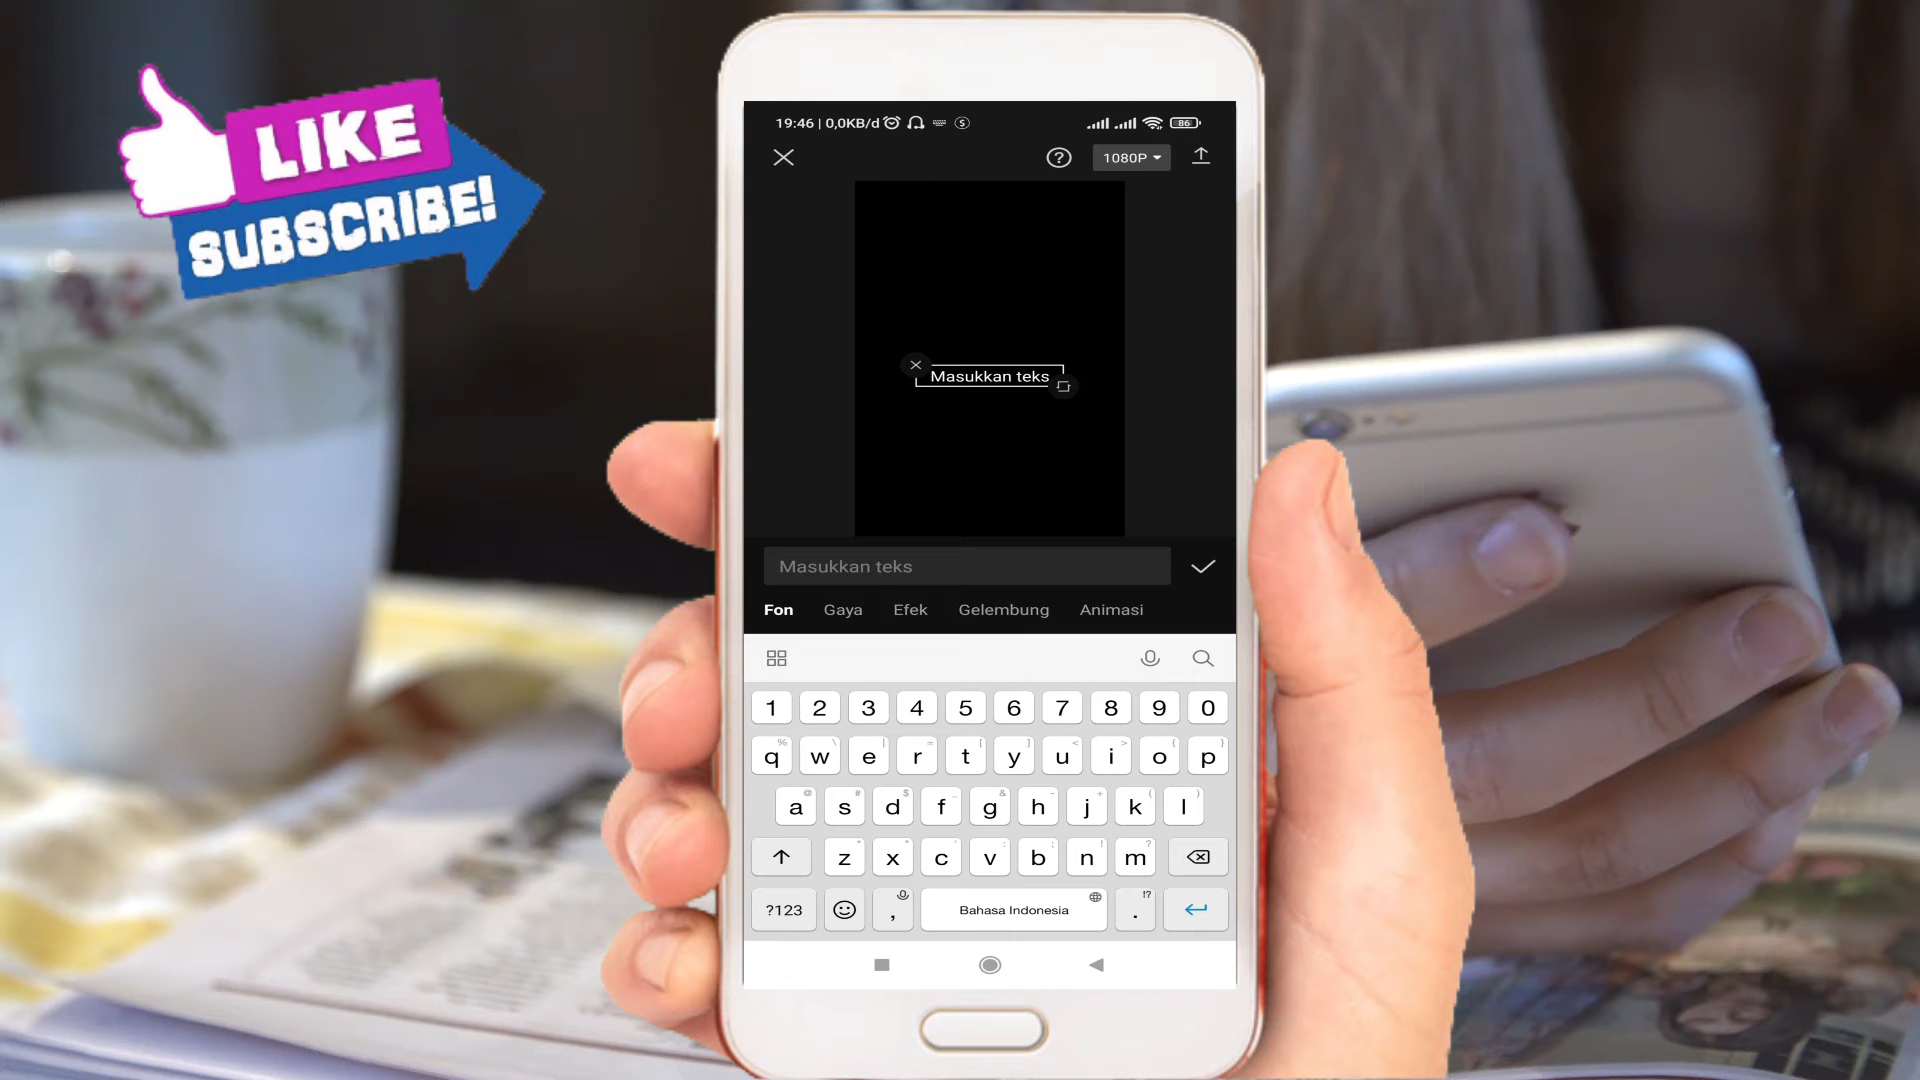 LIKE
SUBSCRIBE!
19:46 | 0,0KB/d
86
1080P
Masukkan teks
Masukkan teks
Fon Gaya Efek Gelembung Animasi
1 2 3 4 5 6 7 8 9 0
q w e r t y u i o p
a s d f g h j k l
z x c v b n m
?123 , Bahasa Indonesia . !?